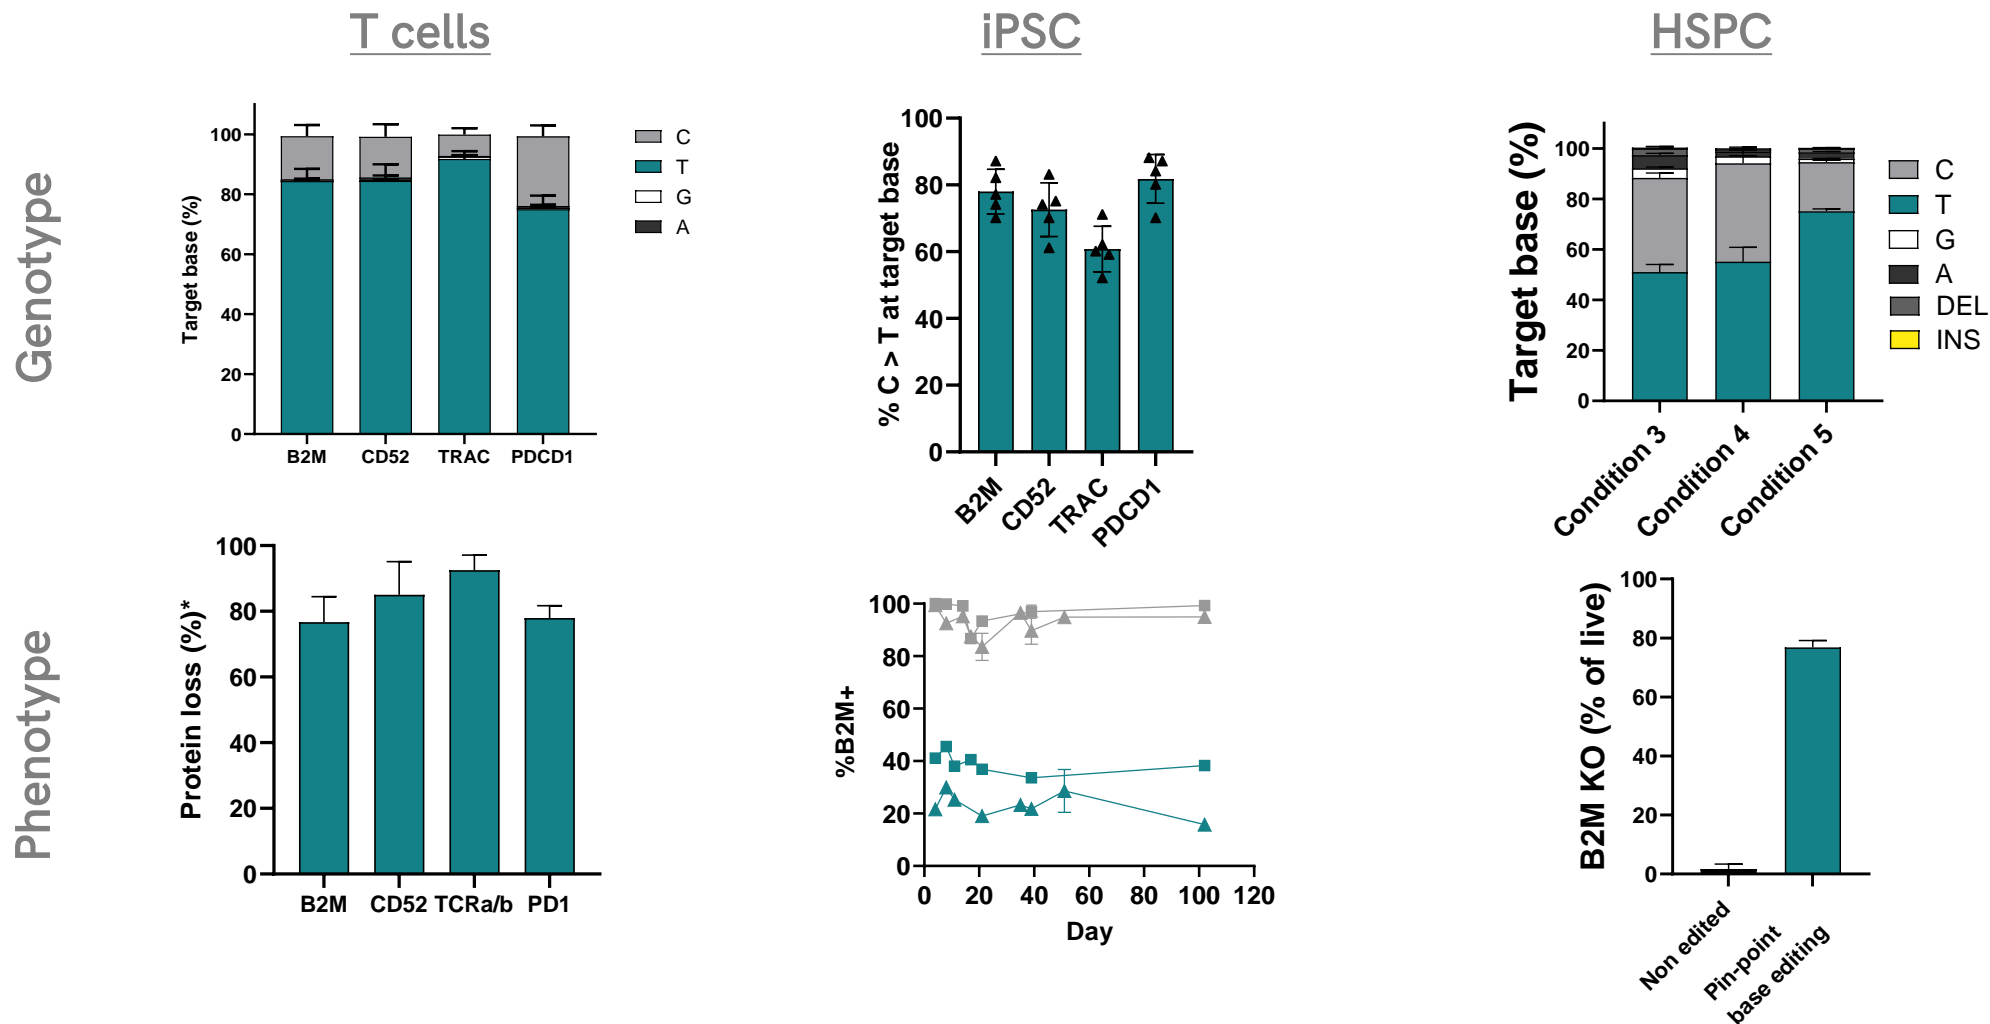 T cells
iPSC
HSPC
Genotype
Target base (%)
100
80
60
40
20
0
B2M
CD52
TRAC
PDCD1
C
T
G
A
% C > T at target base
100
80
60
40
20
0
B2M
CD52
TRAC
PDCD1
Target base (%)
100
80
60
40
20
0
Condition 3
Condition 4
Condition 5
C
T
G
A
DEL
INS
Phenotype
Protein loss (%)*
100
80
60
40
20
0
B2M
CD52
TCRa/b
PD1
%B2M+
100
80
60
40
20
0
0
20
40
60
80
100
120
Day
B2M KO (% of live)
100
80
60
40
20
0
Non edited
Pin-point
base editing